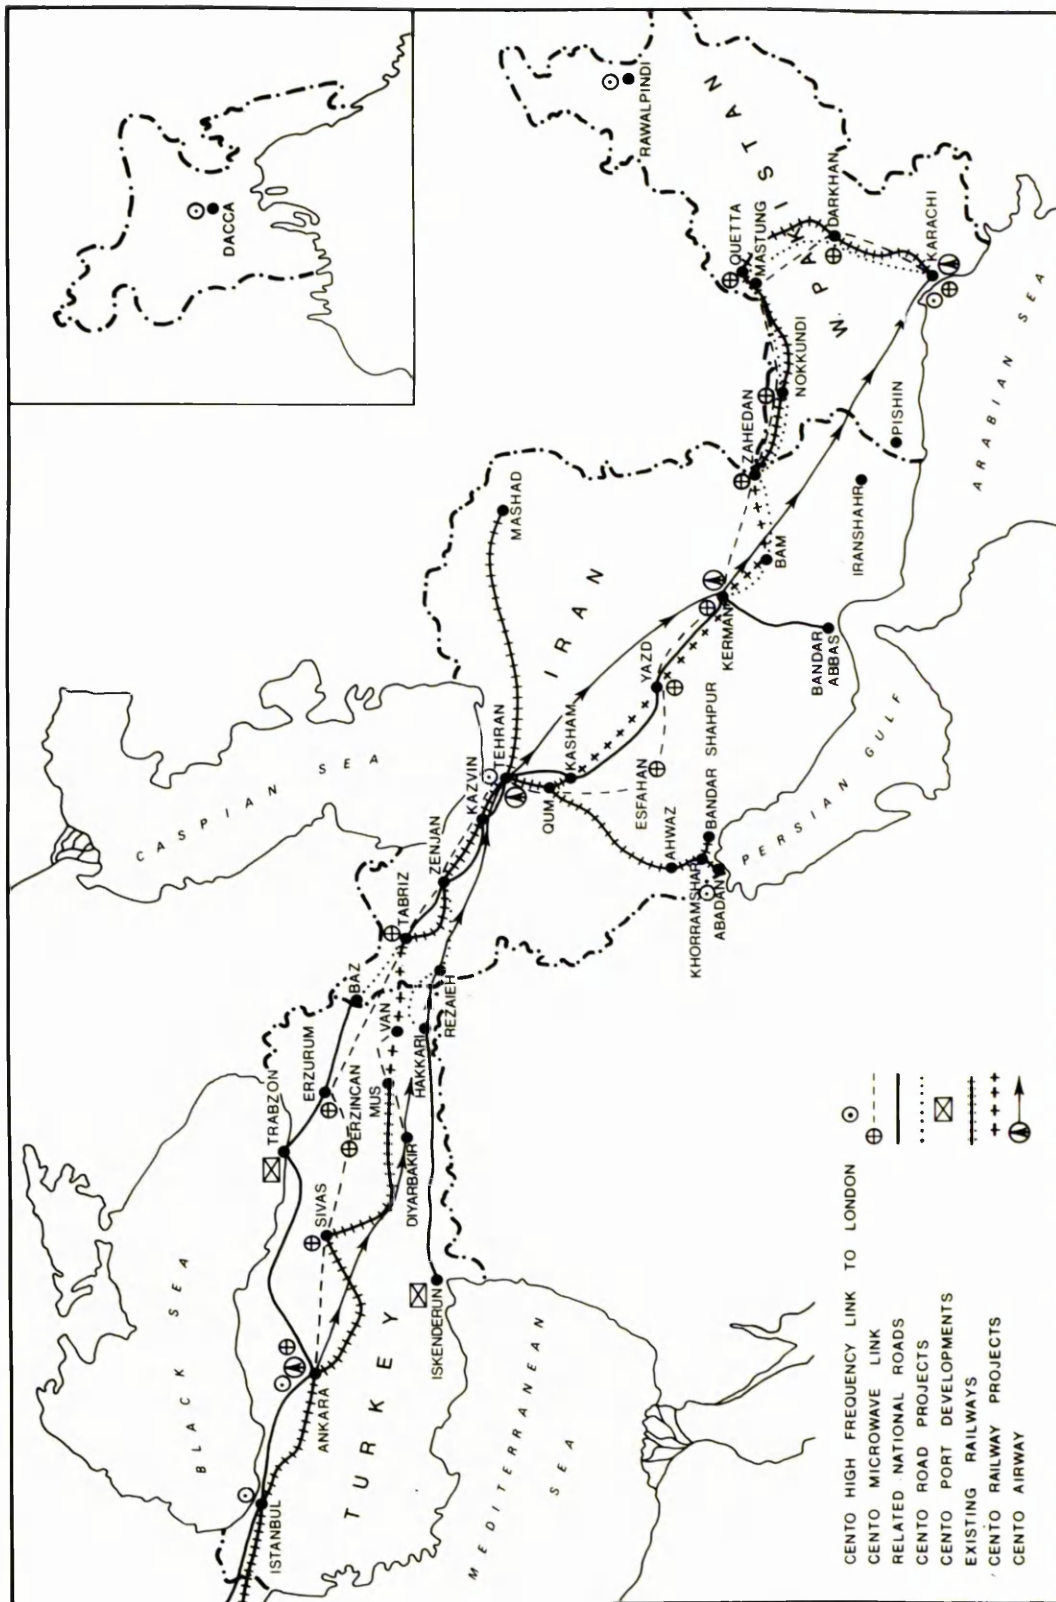 DACCA
RAWALPINDI
W. PAKISTAN
QUETTA
MASTUNG
DARKHAN
KARACHI
NOKKUNDI
ZAHEDAN
PISHIN
IRANSHAHR
ARABIAN SEA
MASHAD
IRAN
BAM
KERMAN
BANDAR
ABBAS
YAZD
KASHAM
ESFAHAN
BANDAR SHAHPUR
PERSIAN GULF
CASPIAN SEA
TEHRAN
KAZVIN
QUM
AHWAZ
KHORRAMSHAR
ABADAN
ZENJAN
TABRIZ
REZAIEH
BAZ
VAN
HAKKARI
ERZURUM
TRABZON
ERZINCAN
MUS
DIYARBAKIR
SIVAS
ISKENDERUN
BLACK SEA
ANKARA
ISTANBUL
TURKEY
MEDITERRANEAN
SEA
CENTO HIGH FREQUENCY LINK TO LONDON
CENTO MICROWAVE LINK
RELATED NATIONAL ROADS
CENTO ROAD PROJECTS
CENTO PORT DEVELOPMENTS
EXISTING RAILWAYS
CENTO RAILWAY PROJECTS
CENTO AIRWAY